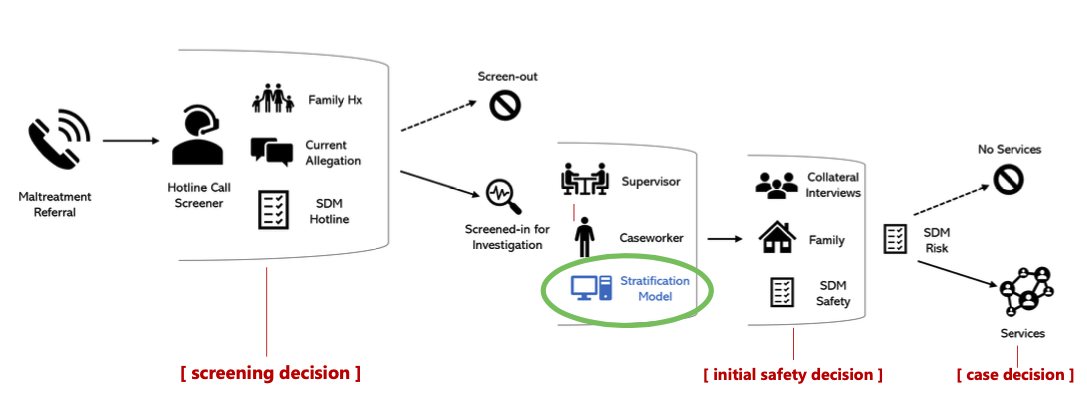 Maltreatment
Referral
Hotline Call
Screener
Family Hx
Current
Allegation
SDM
Hotline
Screen-out
Screened-in for
Investigation
Supervisor
Caseworker
Stratification
Model
Collateral
Interviews
Family
SDM
Safety
SDM
Risk
No Services
Services
[ screening decision ]
[ initial safety decision ]
[ case decision ]